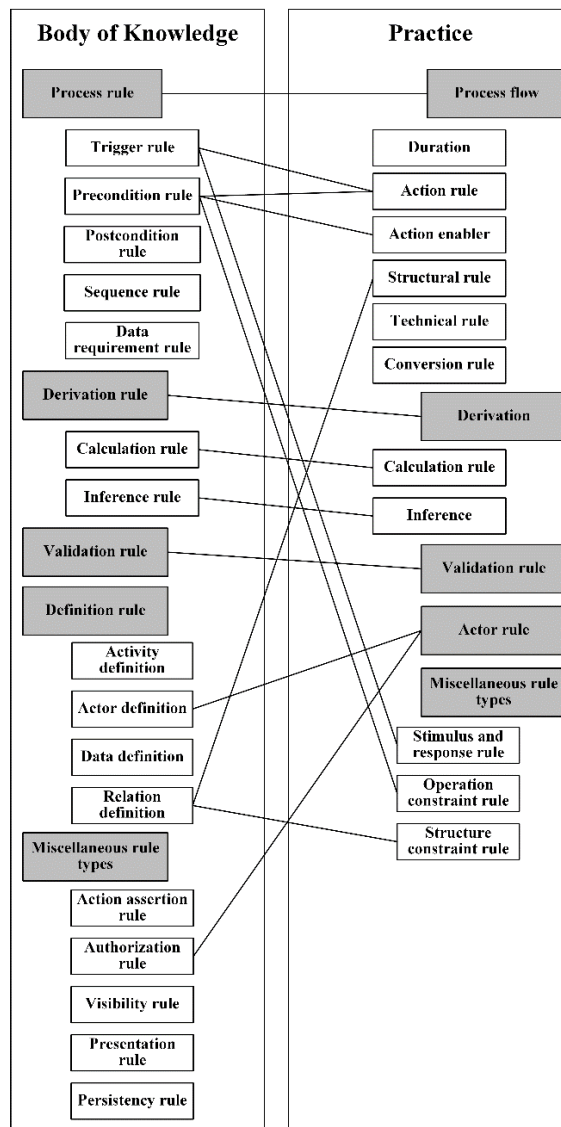 Body of Knowledge
Process rule
Trigger rule
Precondition rule
Postcondition
rule
Sequence rule
Data
requirement rule
Derivation rule
Calculation rule
Inference rule
Validation rule
Definition rule
Activity
definition
Actor definition
Data definition
Relation
definition
Miscellaneous rule
types
Action assertion
rule
Authorization
rule
Visibility rule
Presentation
rule
Persistency rule
Practice
Process flow
Duration
Action rule
Action enabler
Structural rule
Technical rule
Conversion rule
Derivation
Calculation rule
Inference
Validation rule
Actor rule
Miscellaneous rule
types
Stimulus and
response rule
Operation
constraint rule
Structure
constraint rule